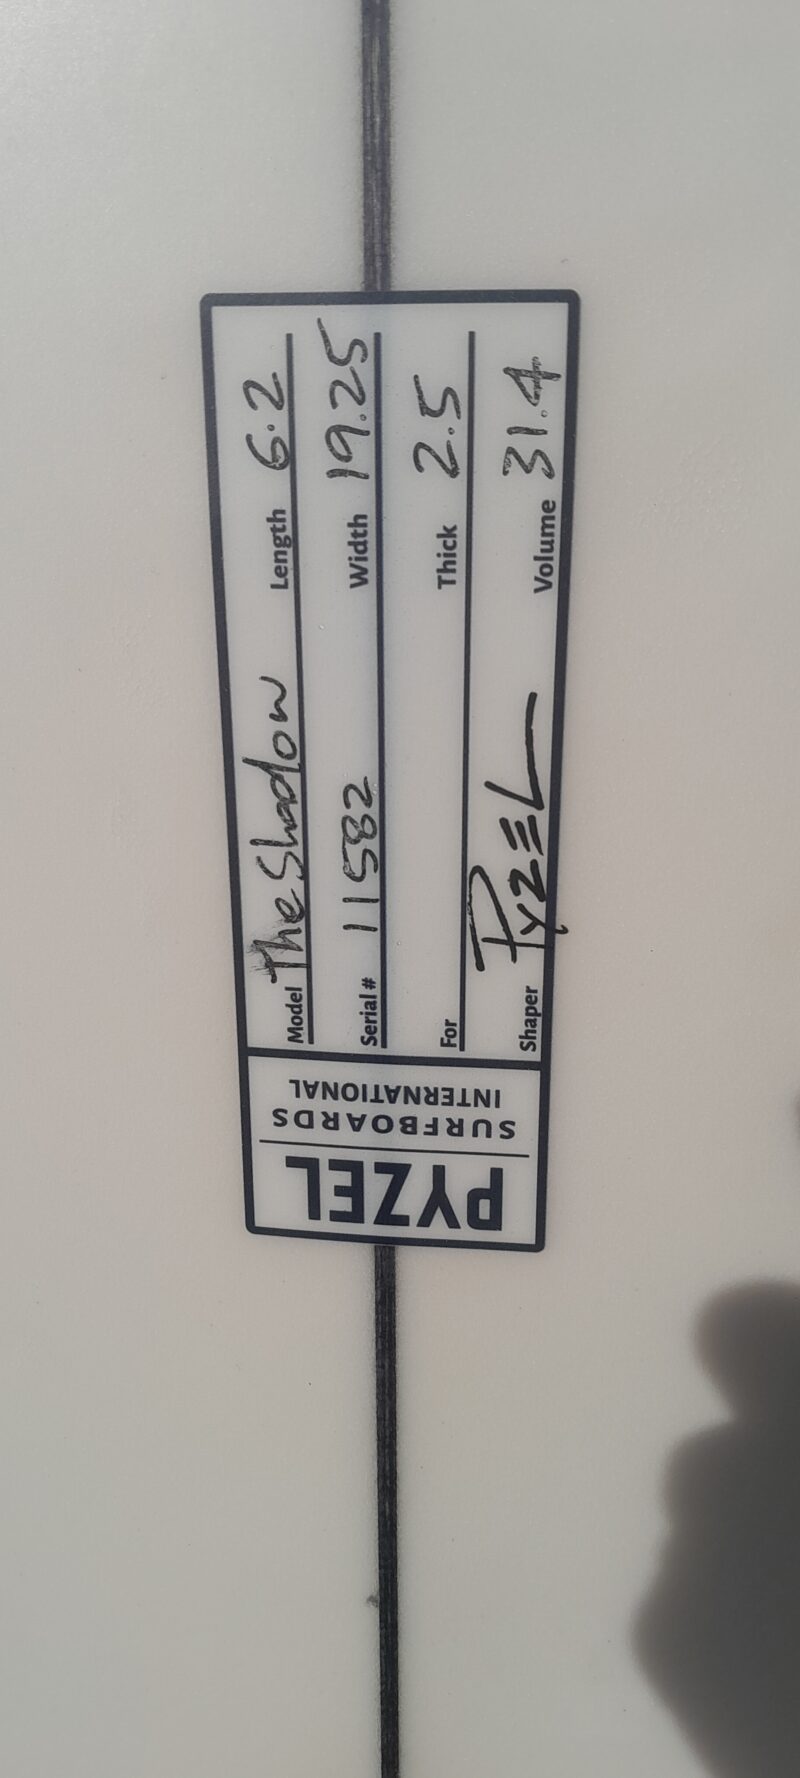 PYZEL
SURFBOARDS
INTERNATIONAL
Model The Shadow Length 6.2
Serial # 11582 Width 19.25
For Thick 2.5
Shaper PYZEL Volume 31.4